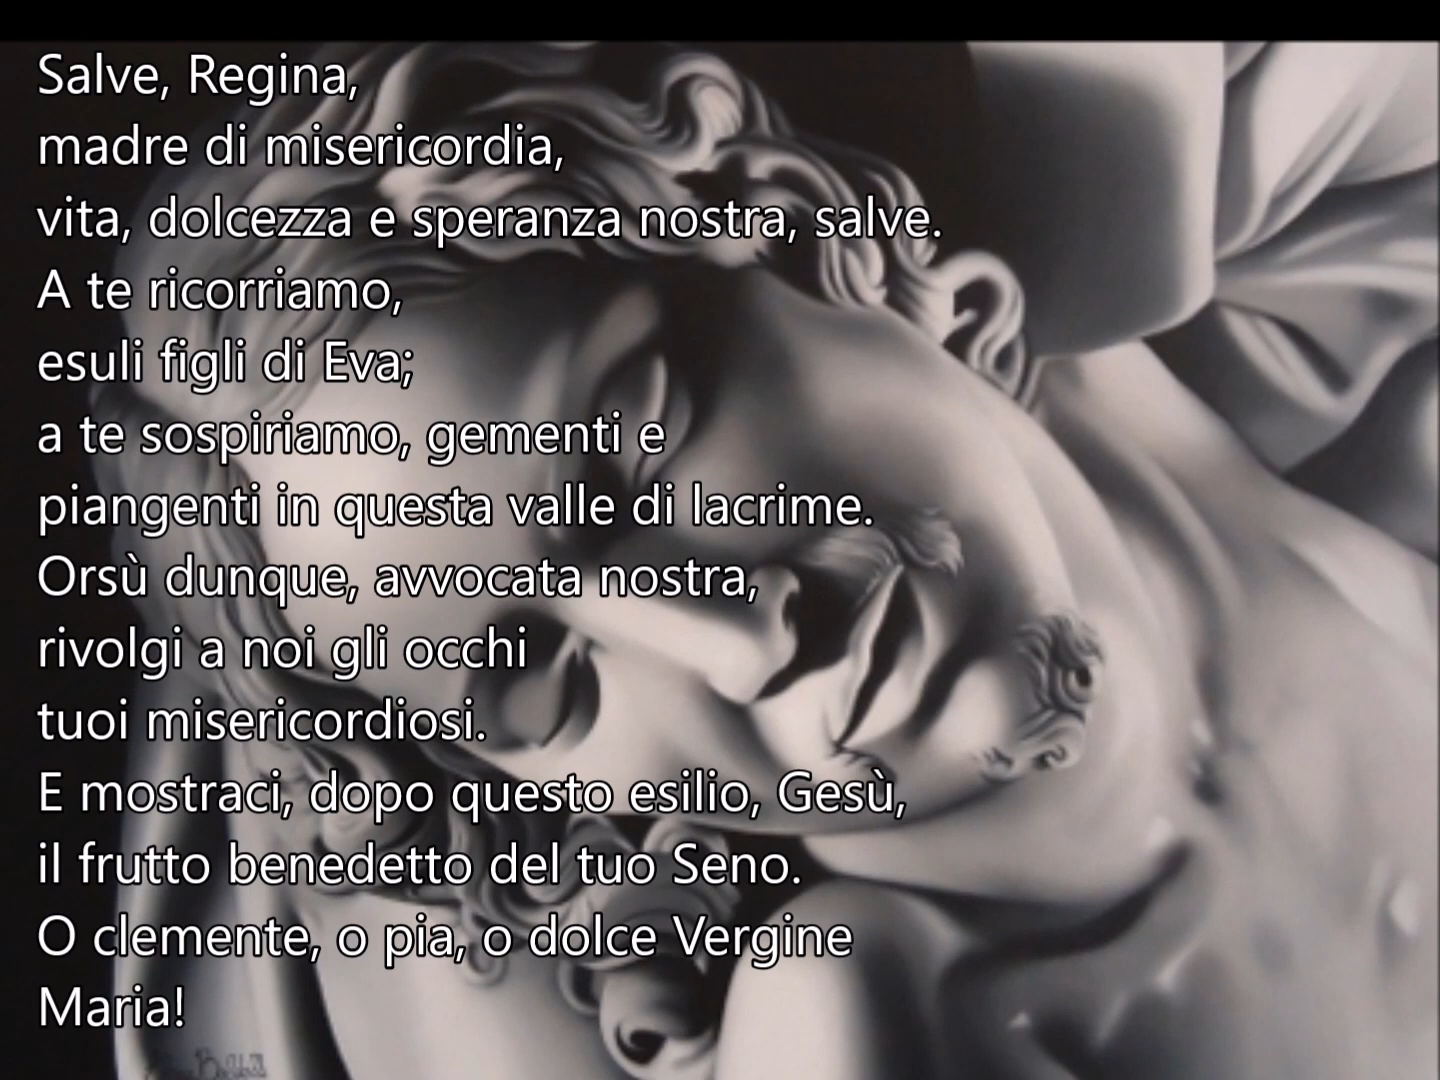 Salve, Regina,
madre di misericordia,
vita, dolcezza e speranza nostra, salve.
A te ricorriamo,
esuli figli di Eva;
a te sospiriamo, gementi e
piangenti in questa valle di lacrime.
Orsù dunque, avvocata nostra,
rivolgi a noi gli occhi
tuoi misericordiosi.
E mostraci, dopo questo esilio, Gesù,
il frutto benedetto del tuo Seno.
O clemente, o pia, o dolce Vergine
Maria!